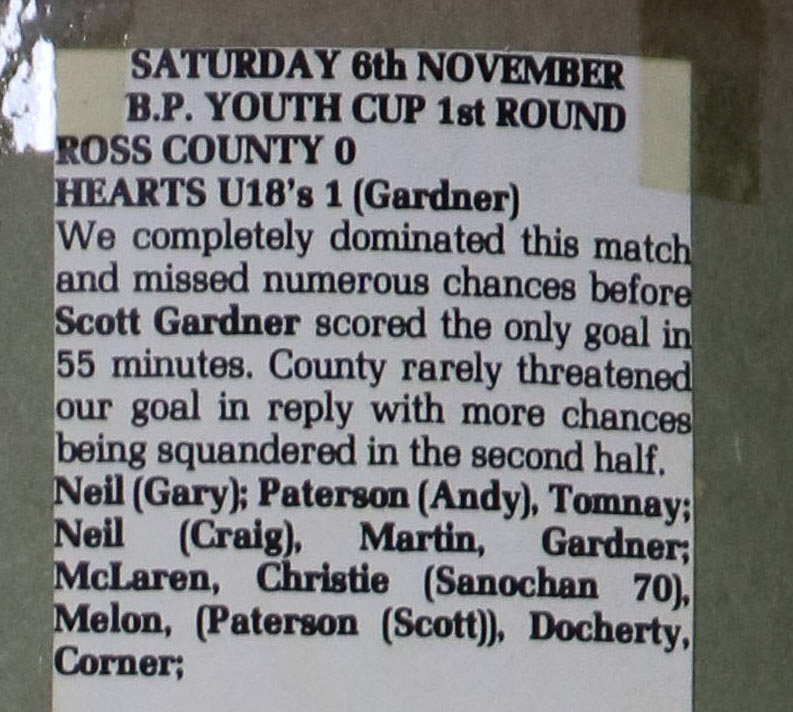 SATURDAY 6th NOVEMBER
B.P. YOUTH CUP 1st ROUND
ROSS COUNTY 0
HEARTS U18's 1 (Gardner)
We completely dominated this match
and missed numerous chances before
Scott Gardner scored the only goal in
55 minutes. County rarely threatened
our goal in reply with more chances
being squandered in the second half.
Neil (Gary); Paterson (Andy), Tomnay;
Neil (Craig), Martin, Gardner;
McLaren, Christie (Sanochan 70),
Melon, (Paterson (Scott)), Docherty,
Corner;